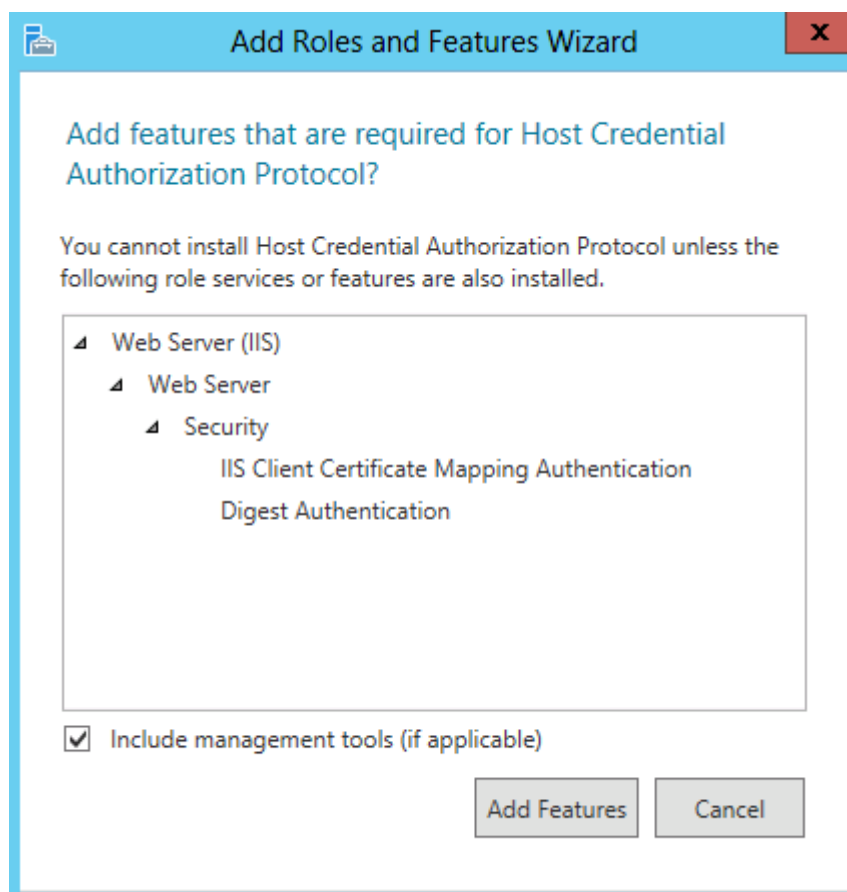 Add Roles and Features Wizard
x
Add features that are required for Host Credential
Authorization Protocol?
You cannot install Host Credential Authorization Protocol unless the
following role services or features are also installed.
Web Server (IIS)
Web Server
Security
IIS Client Certificate Mapping Authentication
Digest Authentication
Include management tools (if applicable)
Add Features
Cancel